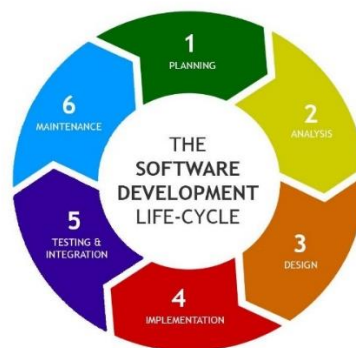 1
PLANNING
2
ANALYSIS
3
DESIGN
4
IMPLEMENTATION
5
TESTING &
INTEGRATION
6
MAINTENANCE
THE
SOFTWARE
DEVELOPMENT
LIFE-CYCLE